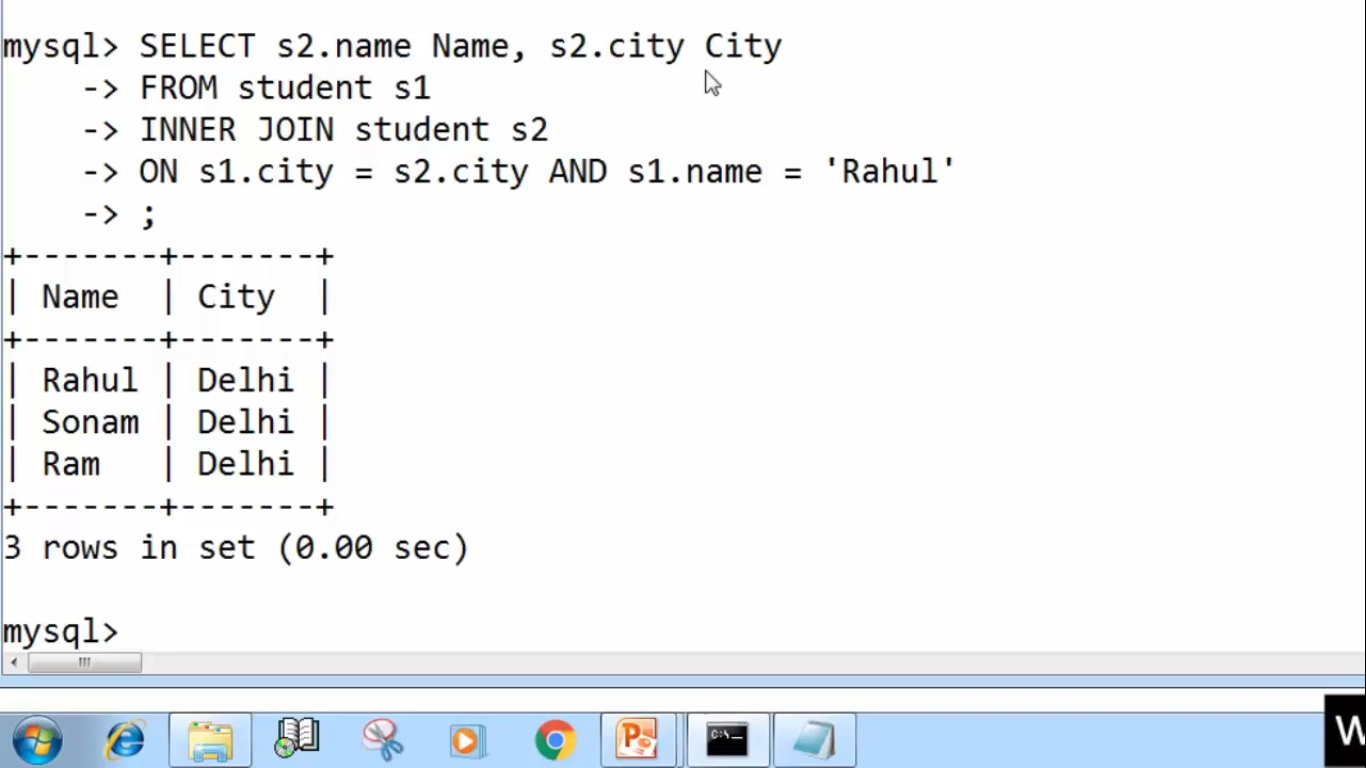 mysql> SELECT s2.name Name, s2.city City
    -> FROM student s1
    -> INNER JOIN student s2
    -> ON s1.city = s2.city AND s1.name = 'Rahul'
    -> ;
+-------+-------+
| Name  | City  |
+-------+-------+
| Rahul | Delhi |
| Sonam | Delhi |
| Ram   | Delhi |
+-------+-------+
3 rows in set (0.00 sec)
mysql>
C:\_
W